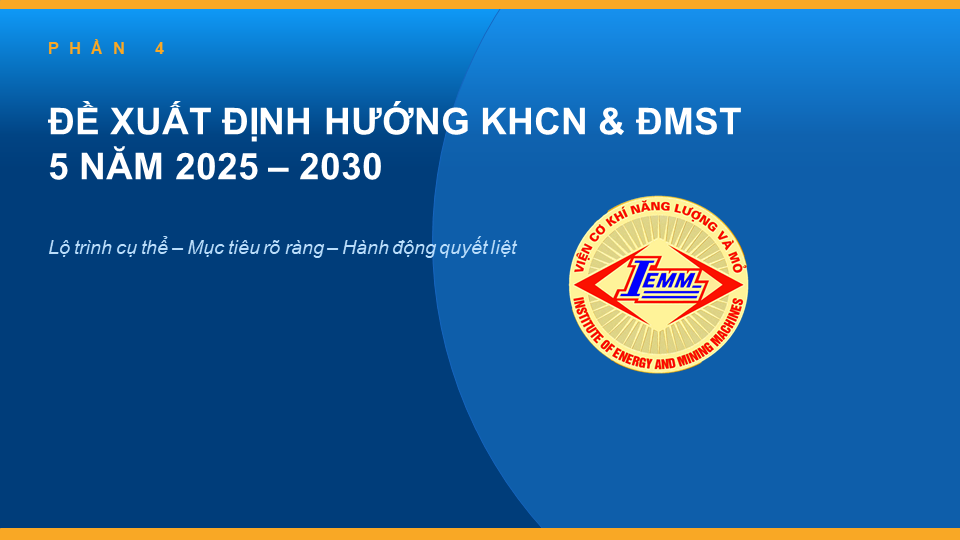 PHẦN 4
ĐỀ XUẤT ĐỊNH HƯỚNG KHCN & ĐMST
5 NĂM 2025 – 2030
Lộ trình cụ thể – Mục tiêu rõ ràng – Hành động quyết liệt
VIỆN CƠ KHÍ NĂNG LƯỢNG VÀ MỎ
IEMM
INSTITUTE OF ENERGY AND MINING MACHINES